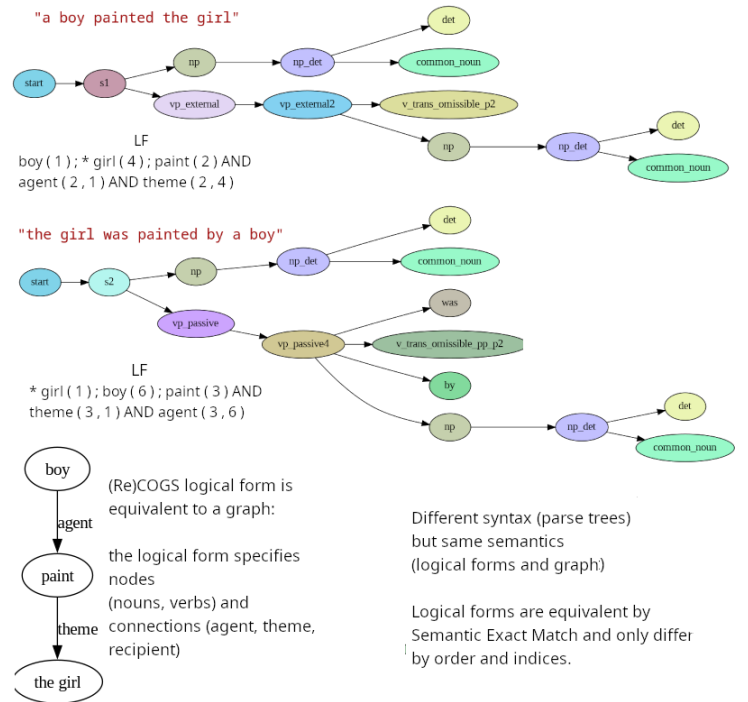 "a boy painted the girl"
start
s1
np
np_det
det
common_noun
vp_external
vp_external2
v_trans_omissible_p2
np
np_det
det
common_noun
LF
boy ( 1 ) ; * girl ( 4 ) ; paint ( 2 ) AND
agent ( 2 , 1 ) AND theme ( 2 , 4 )
"the girl was painted by a boy"
start
s2
np
np_det
det
common_noun
vp_passive
vp_passive4
was
v_trans_omissible_pp_p2
by
np
np_det
det
common_noun
LF
* girl ( 1 ) ; boy ( 6 ) ; paint ( 3 ) AND
theme ( 3 , 1 ) AND agent ( 3 , 6 )
boy
agent
paint
theme
the girl
(Re)COGS logical form is
equivalent to a graph:
the logical form specifies
nodes
(nouns, verbs) and
connections (agent, theme,
recipient)
Different syntax (parse trees)
but same semantics
(logical forms and graph)
Logical forms are equivalent by
Semantic Exact Match and only differ
by order and indices.